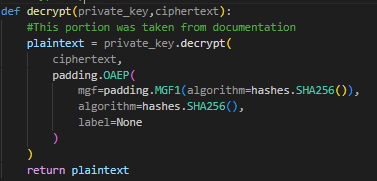 def decrypt(private_key,ciphertext):
    #This portion was taken from documentation
    plaintext = private_key.decrypt(
        ciphertext,
        padding.OAEP(
            mgf=padding.MGF1(algorithm=hashes.SHA256()),
            algorithm=hashes.SHA256(),
            label=None
        )
    )
    return plaintext